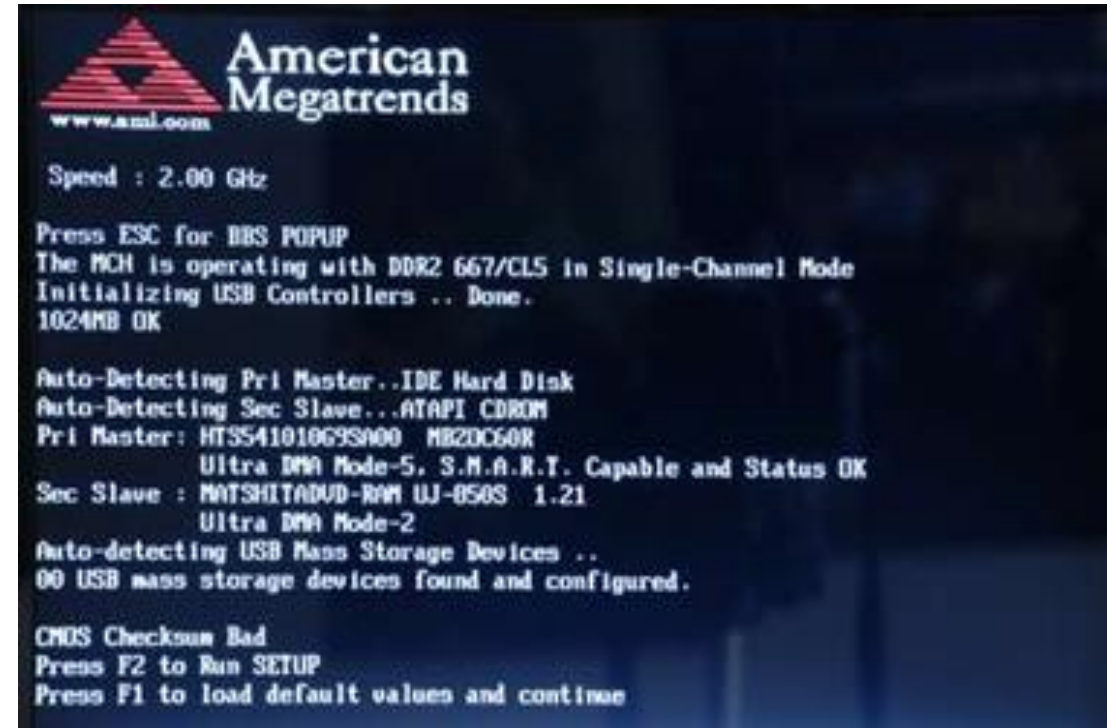 American
Megatrends
www.ami.com
Speed : 2.00 GHz
Press ESC for BBS POPUP
The MCH is operating with DDR2 667/CL5 in Single-Channel Mode
Initializing USB Controllers .. Done.
1024MB OK
Auto-Detecting Pri Master..IDE Hard Disk
Auto-Detecting Sec Slave...ATAPI CDROM
Pri Master: HTS541010G9SA00 MBZOC60R
Ultra DMA Mode-5, S.M.A.R.T. Capable and Status OK
Sec Slave : MATSHITADVD-RAM UJ-850S 1.21
Ultra DMA Mode-2
Auto-detecting USB Mass Storage Devices ..
00 USB mass storage devices found and configured.
CMOS Checksum Bad
Press F2 to Run SETUP
Press F1 to load default values and continue